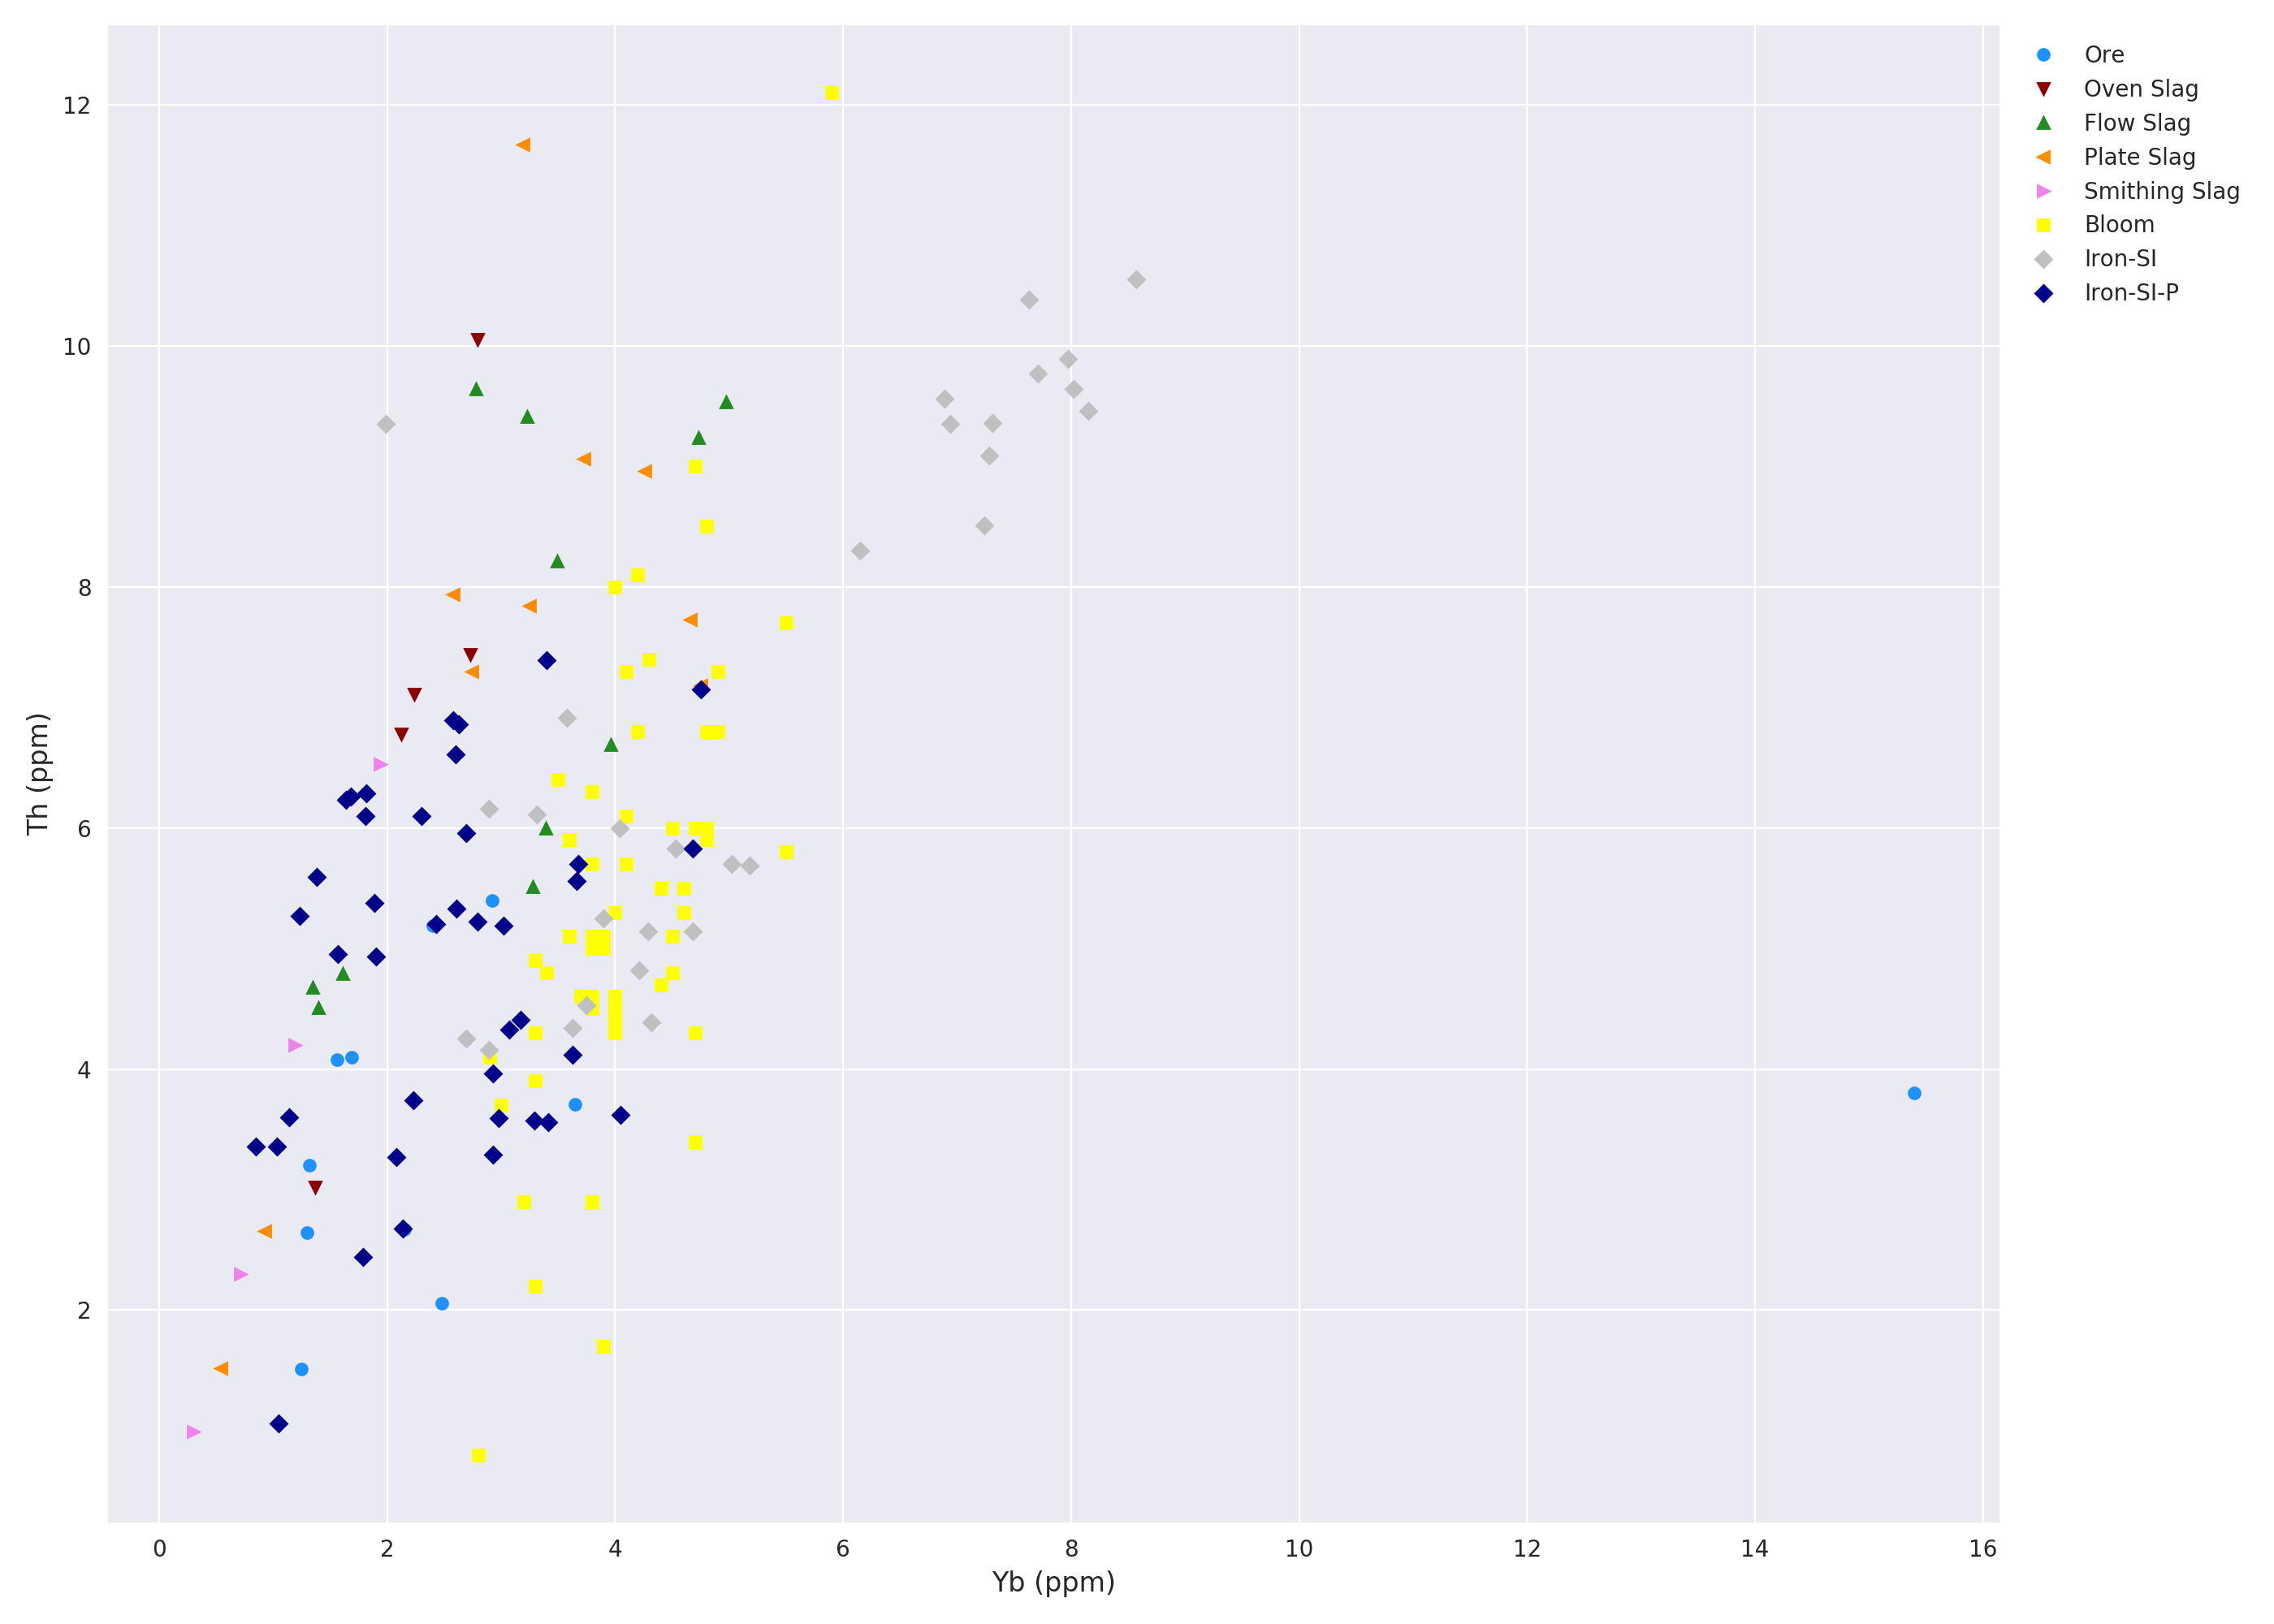 Ore
Oven Slag
Flow Slag
Plate Slag
Smithing Slag
Bloom
Iron-SI
Iron-SI-P
12
10
8
6
4
2
Th (ppm)
0 2 4 6 8 10 12 14 16
Yb (ppm)